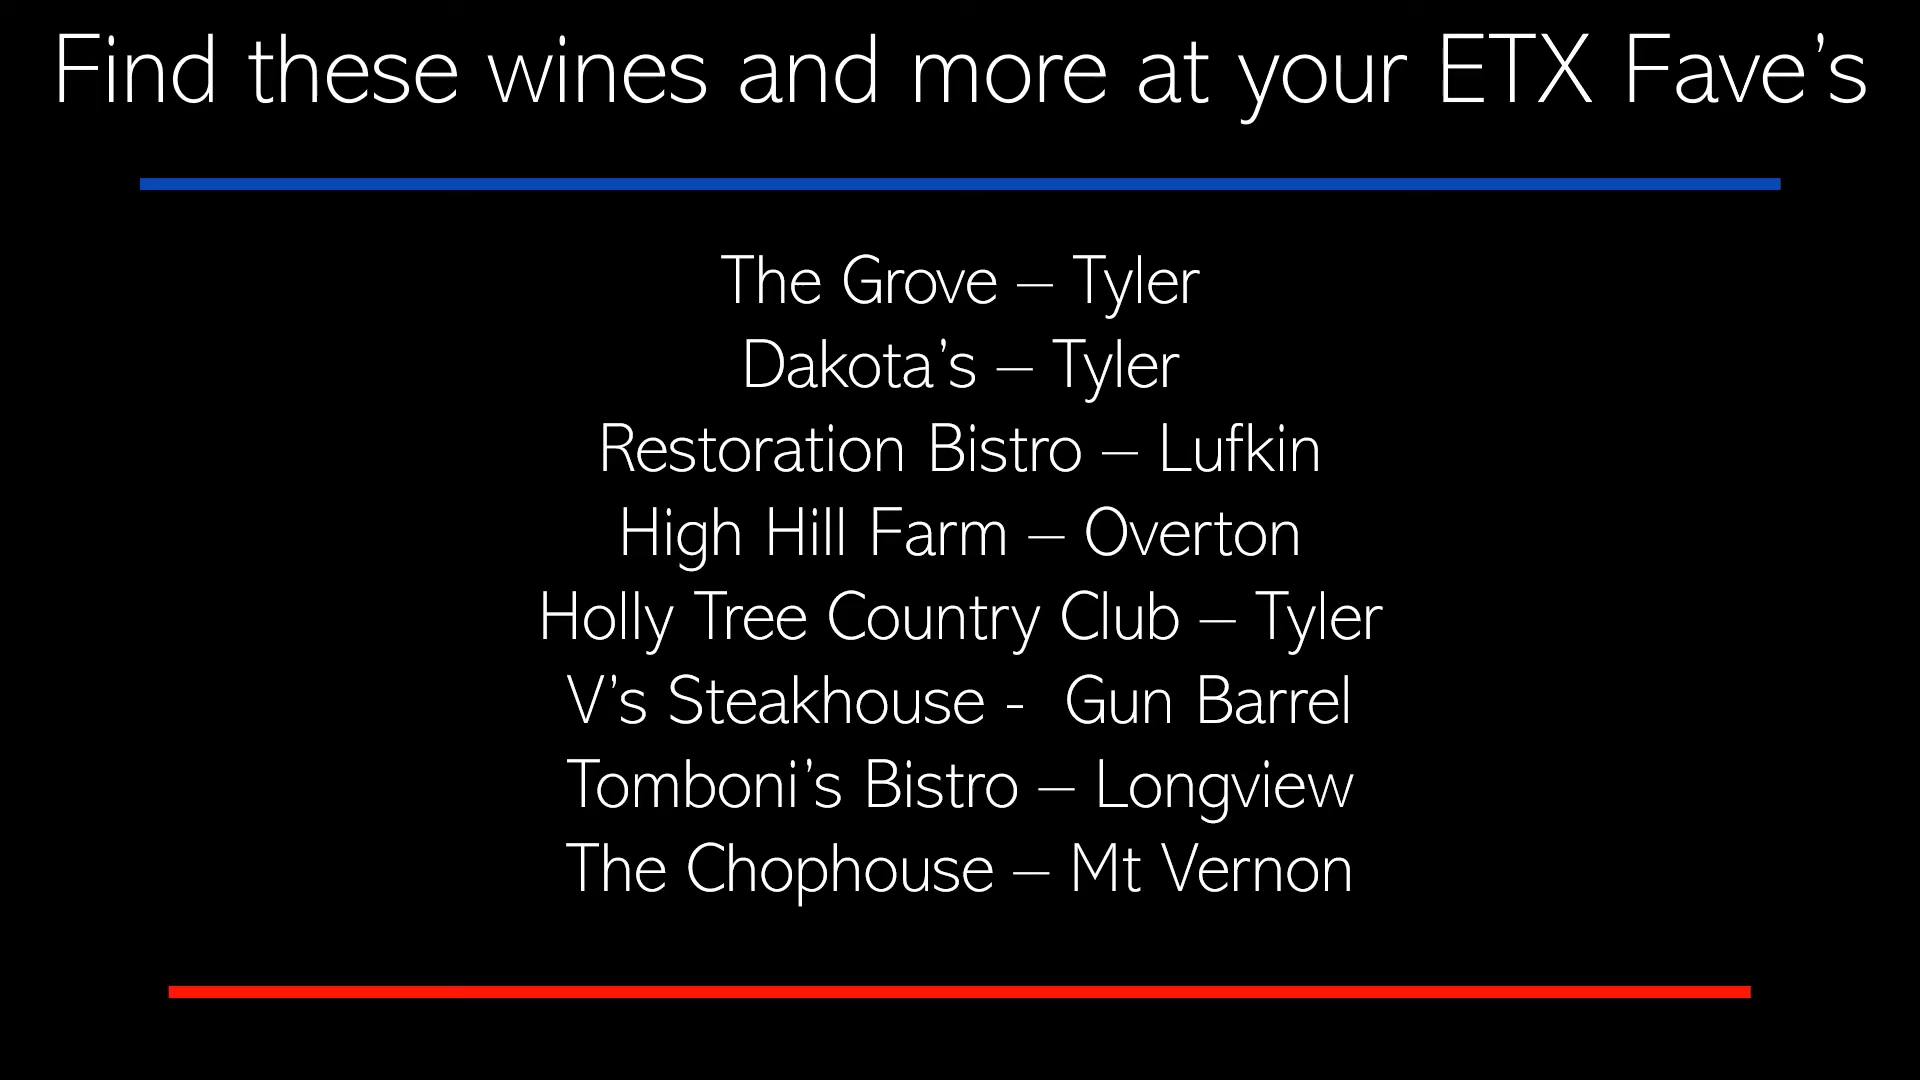 Find these wines and more at your ETX Fave’s
The Grove – Tyler
Dakota’s – Tyler
Restoration Bistro – Lufkin
High Hill Farm – Overton
Holly Tree Country Club – Tyler
V’s Steakhouse -  Gun Barrel
Tomboni’s Bistro – Longview
The Chophouse – Mt Vernon